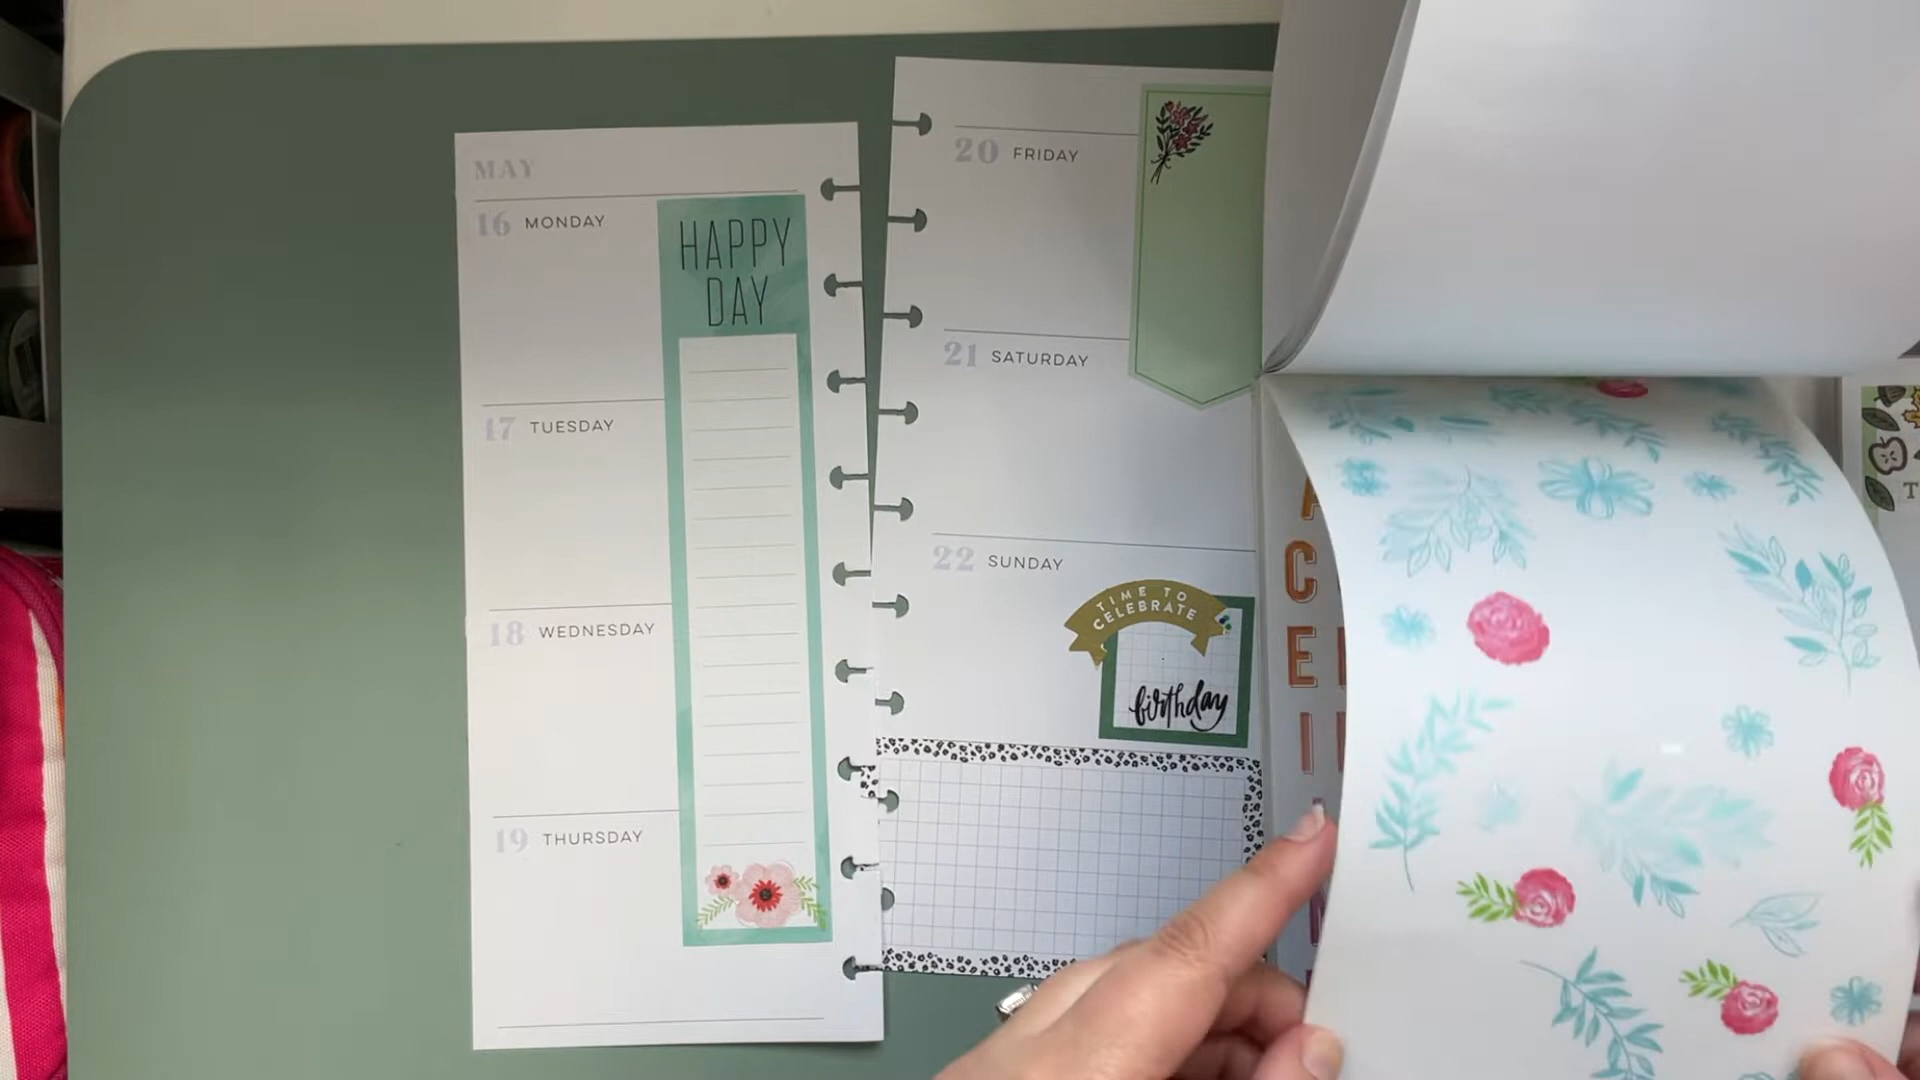 MAY
16 MONDAY
HAPPY
DAY
17 TUESDAY
18 WEDNESDAY
19 THURSDAY
20 FRIDAY
21 SATURDAY
22 SUNDAY
TIME TO
CELEBRATE
birthday
C
E
I
T